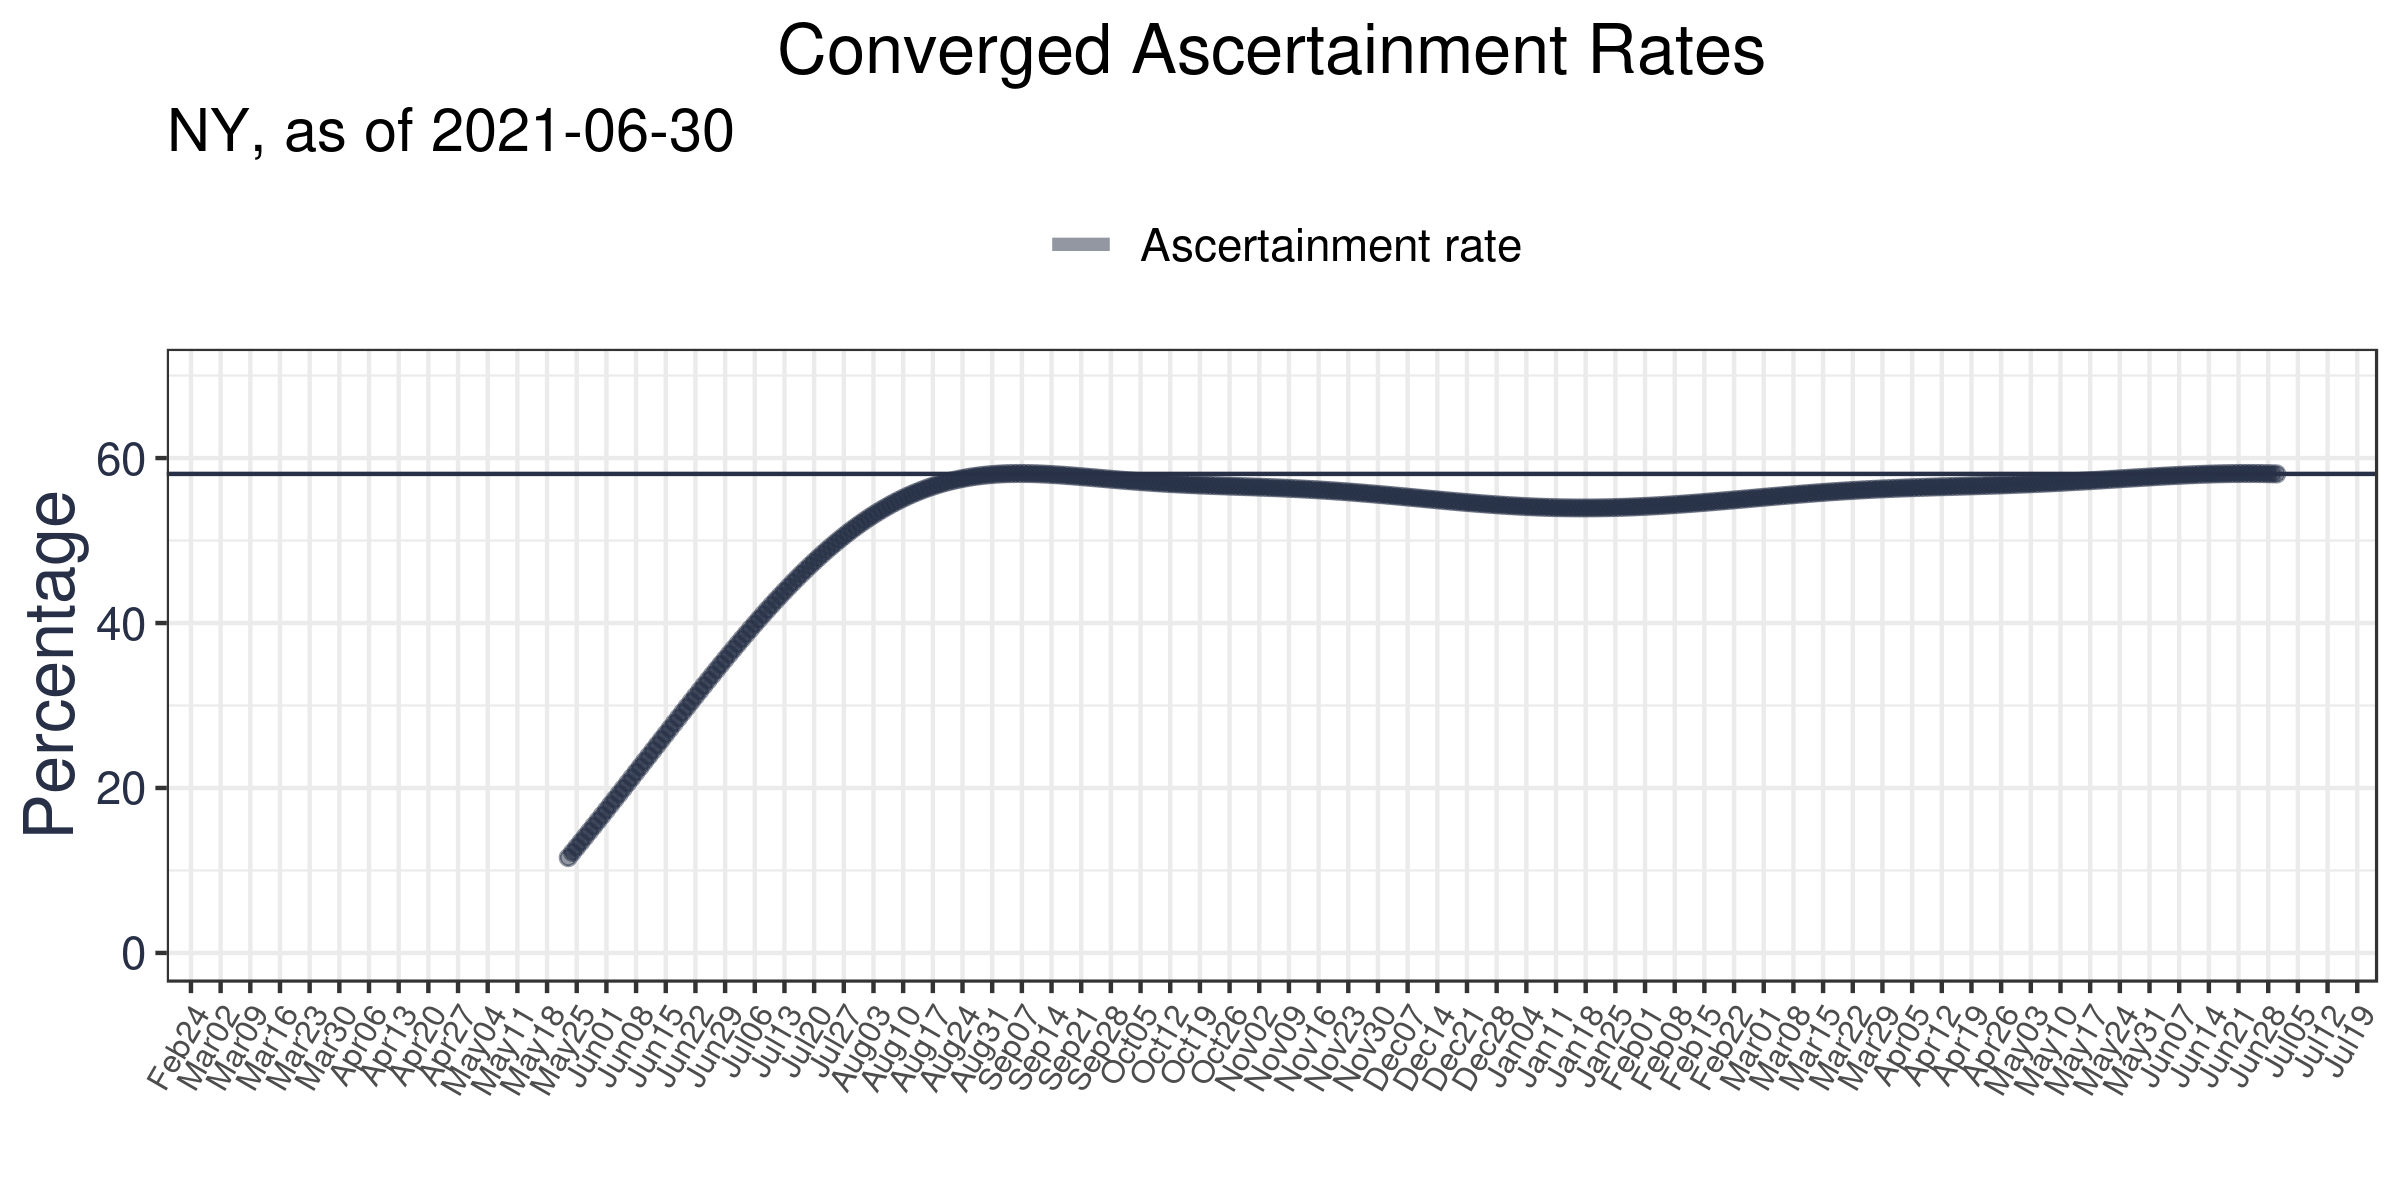 Converged Ascertainment Rates
NY, as of 2021-06-30
Ascertainment rate
Percentage
60
40
20
0
Feb24
Mar02
Mar09
Mar16
Mar23
Mar30
Apr06
Apr13
Apr20
Apr27
May04
May11
May18
May25
Jun01
Jun08
Jun15
Jun22
Jun29
Jul06
Jul13
Jul20
Jul27
Aug03
Aug10
Aug17
Aug24
Aug31
Sep07
Sep14
Sep21
Sep28
Oct05
Oct12
Oct19
Oct26
Nov02
Nov09
Nov16
Nov23
Nov30
Dec07
Dec14
Dec21
Dec28
Jan04
Jan11
Jan18
Jan25
Feb01
Feb08
Feb15
Feb22
Mar01
Mar08
Mar15
Mar22
Mar29
Apr05
Apr12
Apr19
Apr26
May03
May10
May17
May24
May31
Jun07
Jun14
Jun21
Jun28
Jul05
Jul12
Jul19